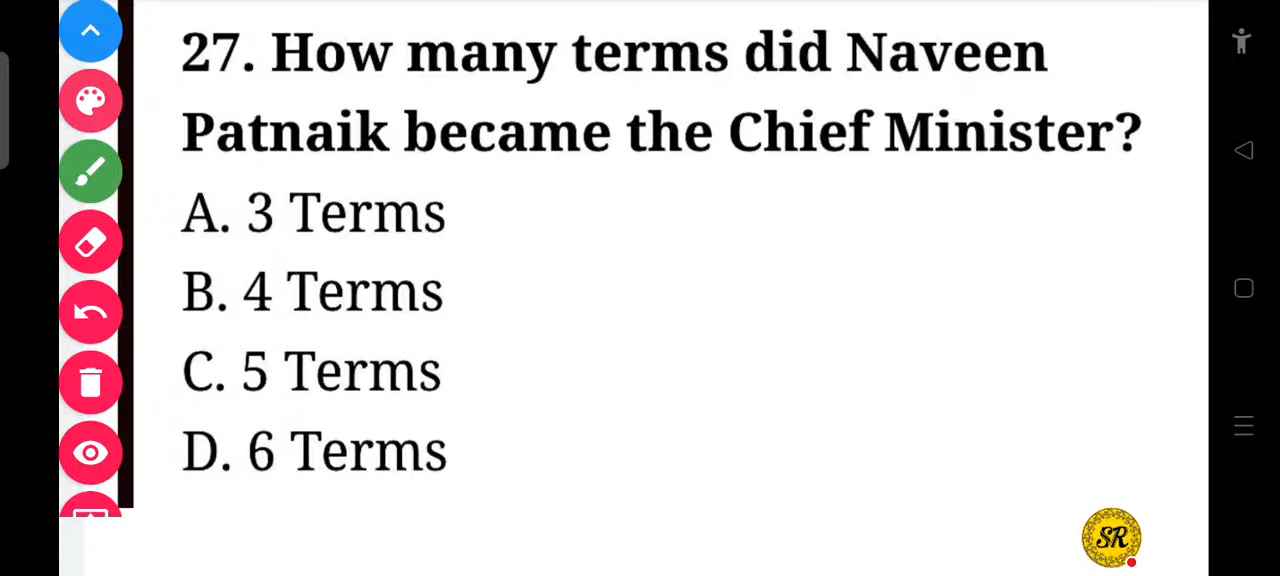 27. How many terms did Naveen
Patnaik became the Chief Minister?
A. 3 Terms
B. 4 Terms
C. 5 Terms
D. 6 Terms
SR